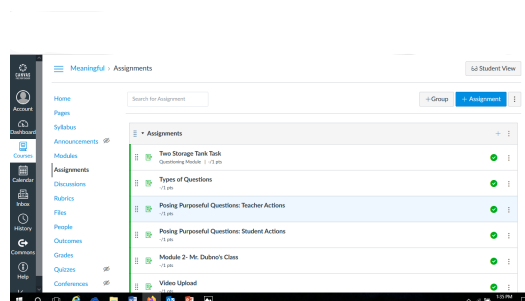 CANVAS
Meaningful › Assignments
Student View
Account
Dashboard
Courses
Calendar
Inbox
History
Commons
Help
Home
Pages
Syllabus
Announcements
Modules
Assignments
Discussions
Rubrics
Files
People
Outcomes
Grades
Quizzes
Conferences
Search for Assignment
+Group
+ Assignment
Assignments
Two Storage Tank Task
Questioning Module | -/1 pts
Types of Questions
-/1 pts
Posing Purposeful Questions: Teacher Actions
-/1 pts
Posing Purposeful Questions: Student Actions
-/1 pts
Module 2- Mr. Dubno's Class
-/1 pts
Video Upload
-/1 pts
1:35 PM